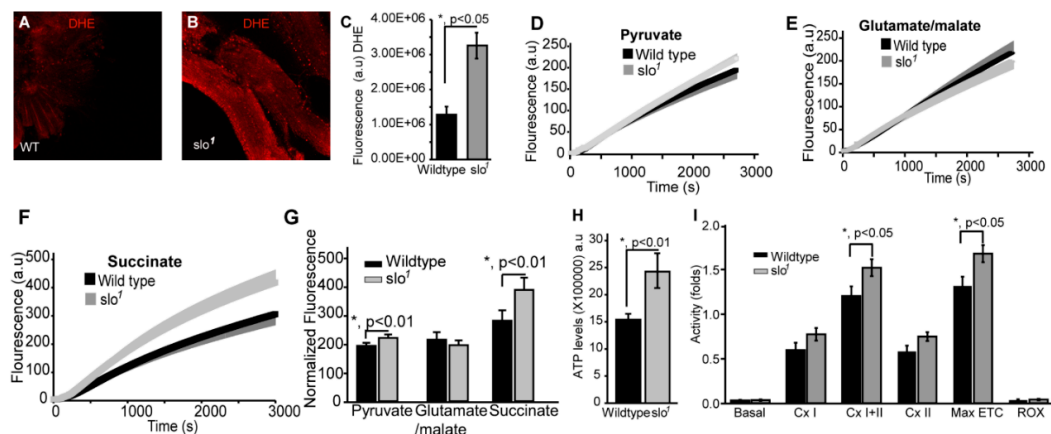 A
DHE
WT
B
DHE
slo1
C
*, p<0.05
Fluorescence (a.u) DHE
4.00E+06
3.00E+06
2.00E+06
1.00E+06
0.00E+00
Wildtype slo1
D
Pyruvate
Wild type
slo1
Flourescence (a.u)
250
200
150
100
50
0
0 1000 2000 3000
Time (s)
E
Glutamate/malate
Wild type
slo1
Flourescence (a.u)
250
200
150
100
50
0
0 1000 2000 3000
Time (s)
F
Succinate
Wild type
slo1
Flourescence (a.u)
500
400
300
200
100
0
0 1000 2000 3000
Time (s)
G
Wildtype
slo1
*, p<0.01
*, p<0.01
Normalized Fluorescence
500
400
300
200
100
0
Pyruvate Glutamate Succinate
/malate
H
*, p<0.01
ATP levels (X100000) a.u
30
25
20
15
10
5
0
Wildtype slo1
I
Wildtype
slo1
*, p<0.05
*, p<0.05
Activity (folds)
2.0
1.5
1.0
0.5
0.0
Basal Cx I Cx I+II Cx II Max ETC ROX